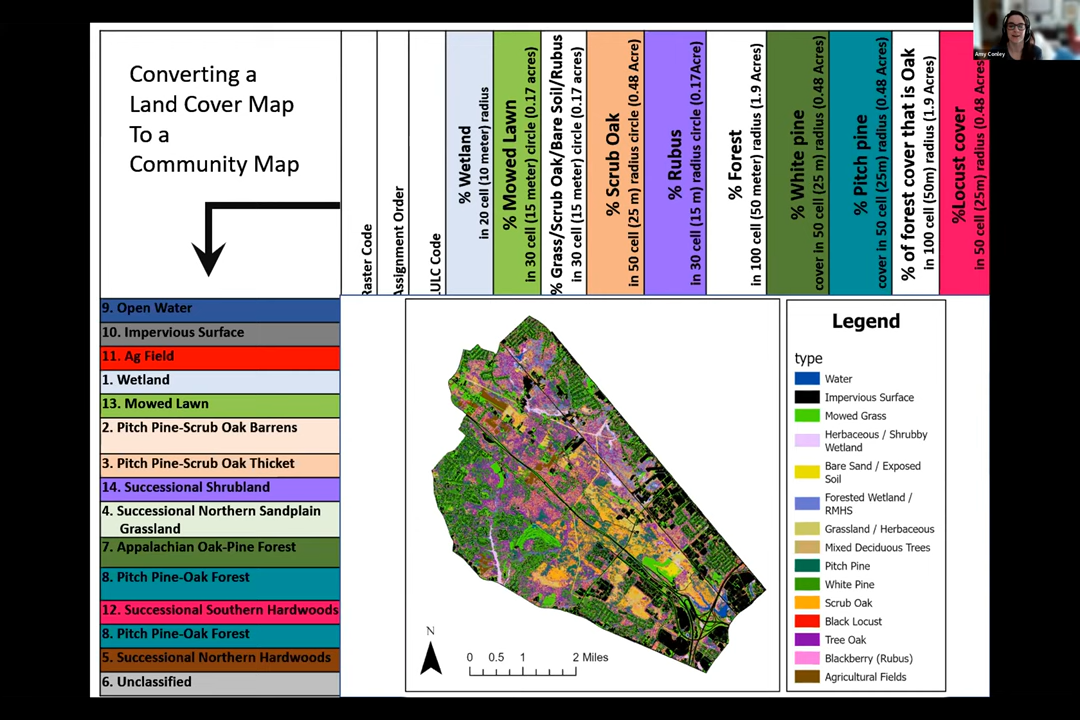 Converting a
Land Cover Map
To a
Community Map
Raster Code
Assignment Order
ULC Code
% Wetland
in 20 cell (10 meter) radius
% Mowed Lawn
in 30 cell (15 meter) circle (0.17 acres)
% Grass/Scrub Oak/Bare Soil/Rubus
in 30 cell (15 meter) circle (0.17 acres)
% Scrub Oak
in 50 cell (25 m) radius circle (0.48 Acre)
% Rubus
in 30 cell (15 m) radius circle (0.17Acre)
% Forest
in 100 cell (50 meter) radius (1.9 Acres)
% White pine
cover in 50 cell (25 m) radius (0.48 Acres)
% Pitch pine
cover in 50 cell (25m) radius (0.48 Acres)
% of forest cover that is Oak
in 100 cell (50m) radius (1.9 Acres)
%Locust cover
in 50 cell (25m) radius (0.48 Acres)
Amy Conley
9. Open Water
10. Impervious Surface
11. Ag Field
1. Wetland
13. Mowed Lawn
2. Pitch Pine-Scrub Oak Barrens
3. Pitch Pine-Scrub Oak Thicket
14. Successional Shrubland
4. Successional Northern Sandplain
Grassland
7. Appalachian Oak-Pine Forest
8. Pitch Pine-Oak Forest
12. Successional Southern Hardwoods
8. Pitch Pine-Oak Forest
5. Successional Northern Hardwoods
6. Unclassified
N
0 0.5 1 2 Miles
Legend
type
Water
Impervious Surface
Mowed Grass
Herbaceous / Shrubby
Wetland
Bare Sand / Exposed
Soil
Forested Wetland /
RMHS
Grassland / Herbaceous
Mixed Deciduous Trees
Pitch Pine
White Pine
Scrub Oak
Black Locust
Tree Oak
Blackberry (Rubus)
Agricultural Fields